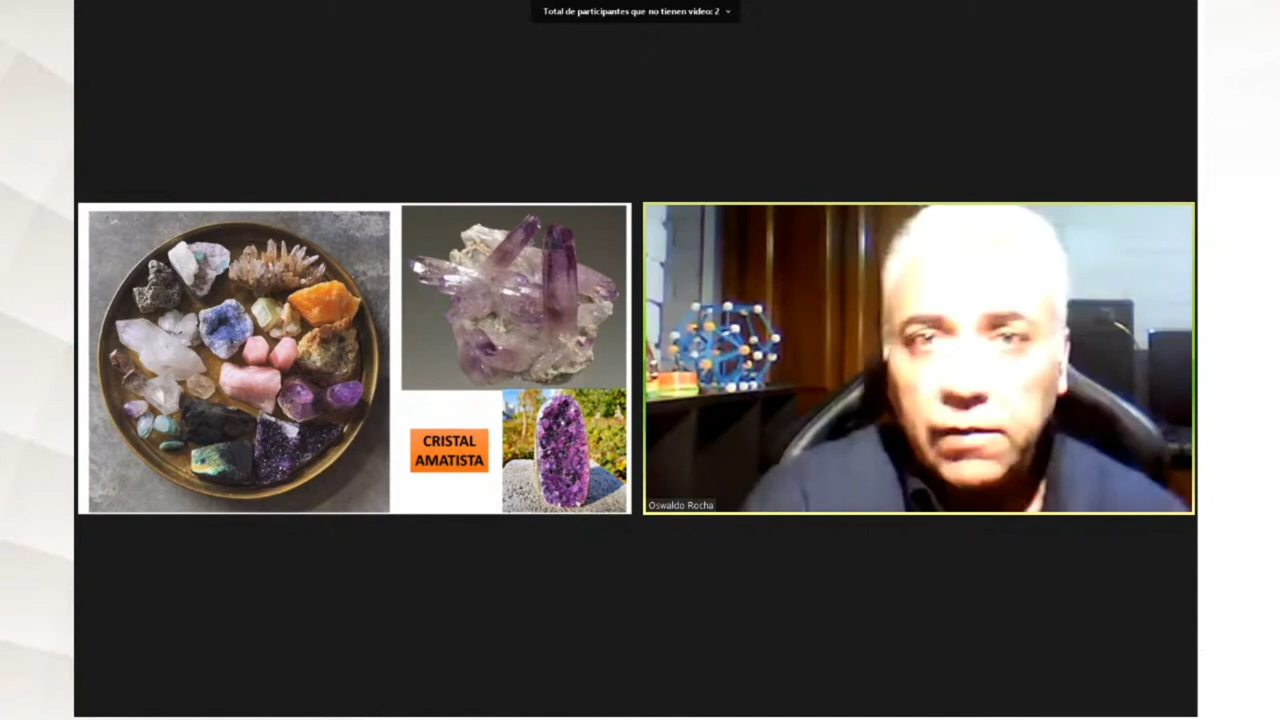 Total de participantes que no tienen video: 2
CRISTAL
AMATISTA
Oswaldo Rocha